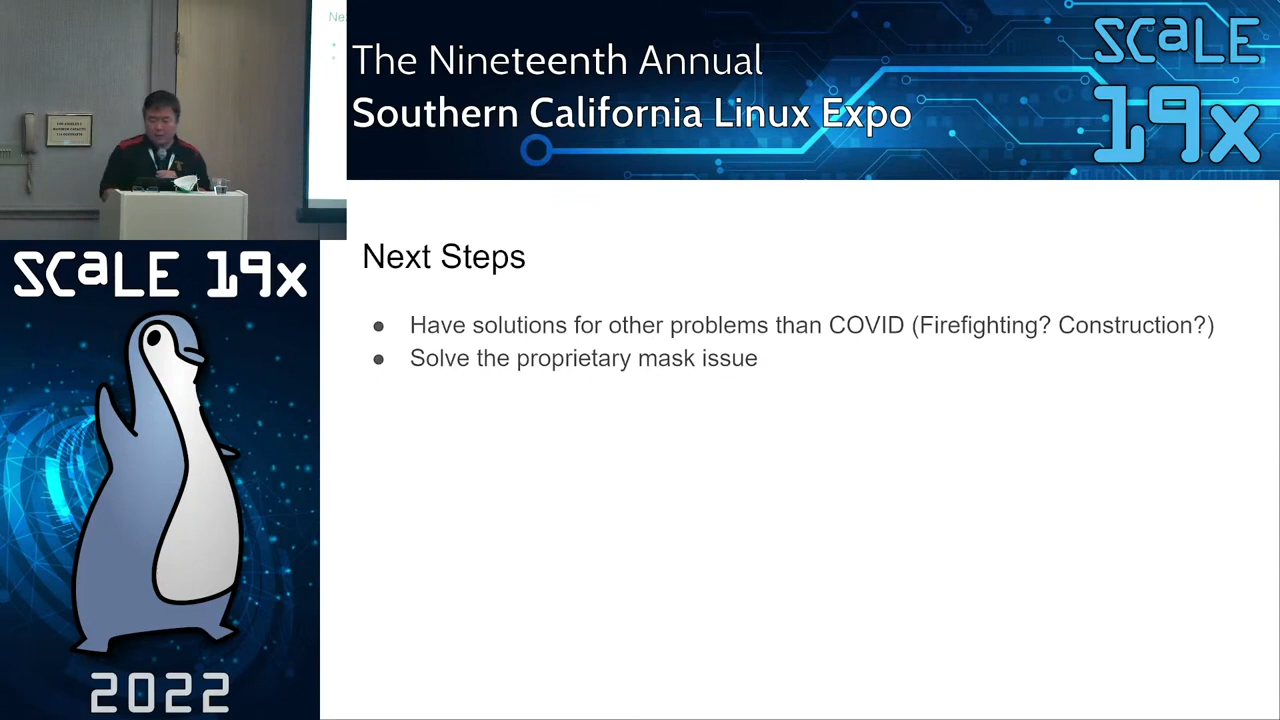 Ne
The Nineteenth Annual
Southern California Linux Expo
SCaLE
19x
SCaLE 19x
2022
Next Steps
● Have solutions for other problems than COVID (Firefighting? Construction?)
● Solve the proprietary mask issue